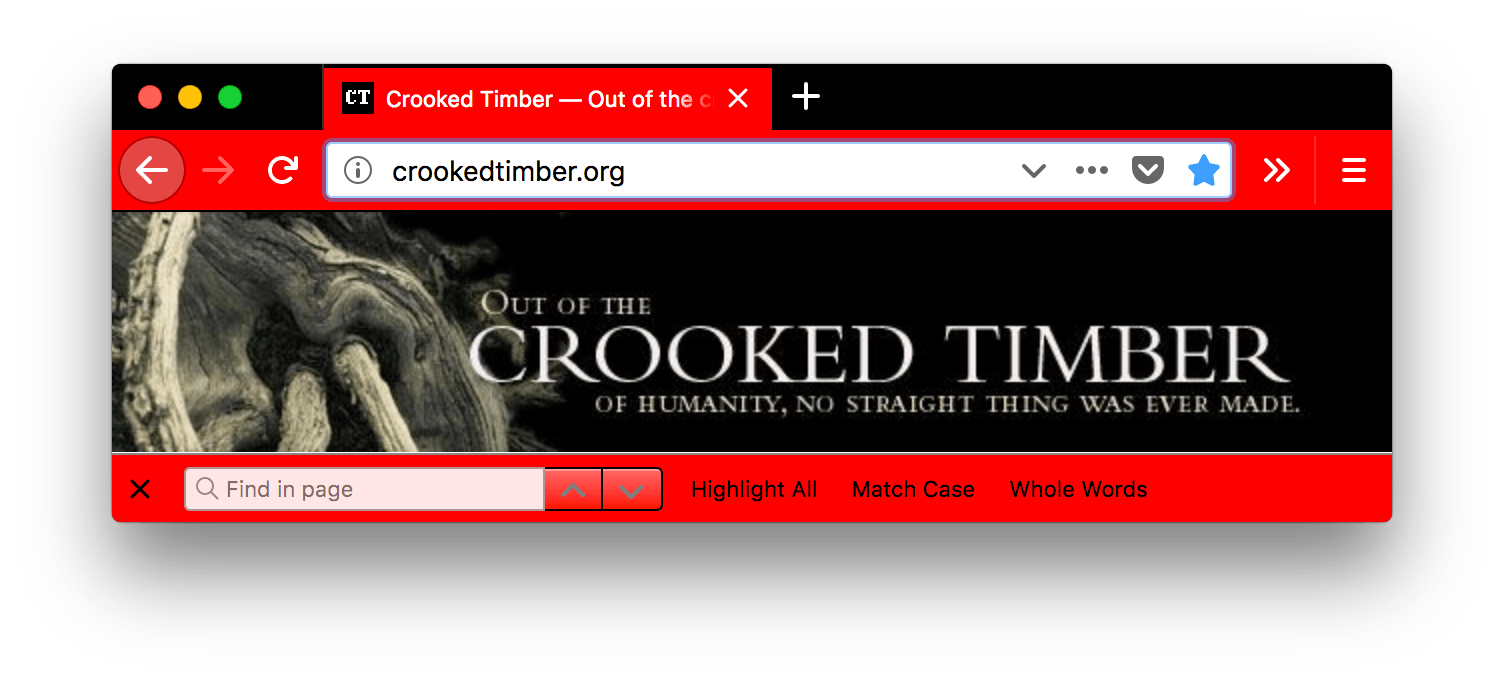 CT Crooked Timber — Out of the
crookedtimber.org
OUT OF THE
CROOKED TIMBER
OF HUMANITY, NO STRAIGHT THING WAS EVER MADE.
Find in page Highlight All Match Case Whole Words